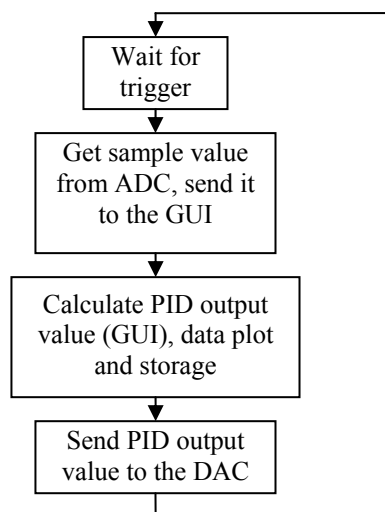 Wait for
trigger
Get sample value
from ADC, send it
to the GUI
Calculate PID output
value (GUI), data plot
and storage
Send PID output
value to the DAC